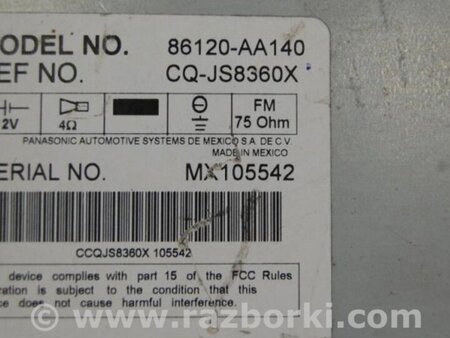 ODEL NO. 86120-AA140
EF NO. CQ-JS8360X
2V 4Ω FM 75 Ohm
PANASONIC AUTOMOTIVE SYSTEMS DE MEXICO S.A. DE C.V.
MADE IN MEXICO
ERIAL NO. MX105542
CCQJS8360X 105542
device complies with part 15 of the FCC Rules
ration is subject to the condition that this
ce does not cause harmful interference.
www.razborki.com